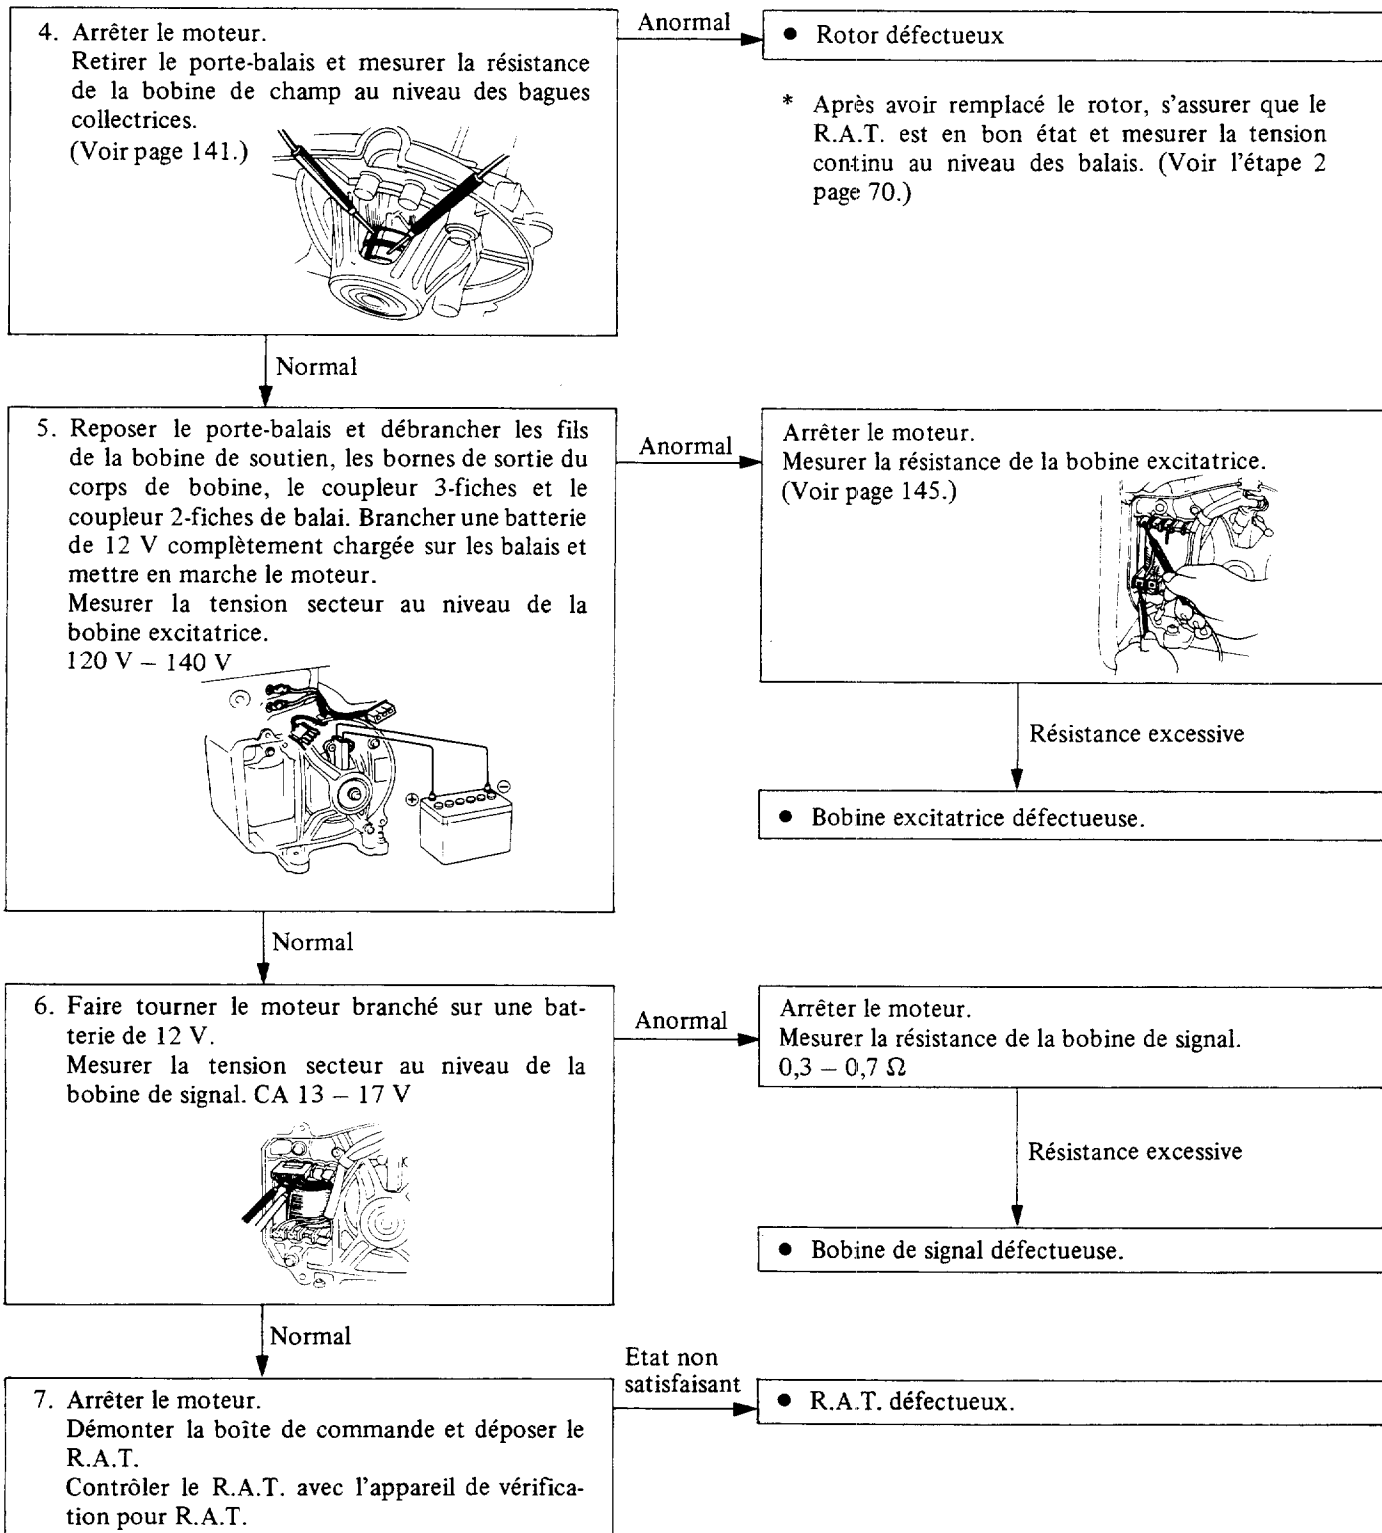 4. Arrêter le moteur.
Retirer le porte-balais et mesurer la résistance
de la bobine de champ au niveau des bagues
collectrices.
(Voir page 141.)
Anormal
● Rotor défectueux
* Après avoir remplacé le rotor, s'assurer que le
R.A.T. est en bon état et mesurer la tension
continu au niveau des balais. (Voir l'étape 2
page 70.)
Normal
5. Reposer le porte-balais et débrancher les fils
de la bobine de soutien, les bornes de sortie du
corps de bobine, le coupleur 3-fiches et le
coupleur 2-fiches de balai. Brancher une batterie
de 12 V complètement chargée sur les balais et
mettre en marche le moteur.
Mesurer la tension secteur au niveau de la
bobine excitatrice.
120 V – 140 V
⊕
⊖
Anormal
Arrêter le moteur.
Mesurer la résistance de la bobine excitatrice.
(Voir page 145.)
Résistance excessive
● Bobine excitatrice défectueuse.
Normal
6. Faire tourner le moteur branché sur une bat-
terie de 12 V.
Mesurer la tension secteur au niveau de la
bobine de signal. CA 13 – 17 V
Anormal
Arrêter le moteur.
Mesurer la résistance de la bobine de signal.
0,3 – 0,7 Ω
Résistance excessive
● Bobine de signal défectueuse.
Normal
7. Arrêter le moteur.
Démonter la boîte de commande et déposer le
R.A.T.
Contrôler le R.A.T. avec l'appareil de vérifica-
tion pour R.A.T.
Etat non
satisfaisant
● R.A.T. défectueux.